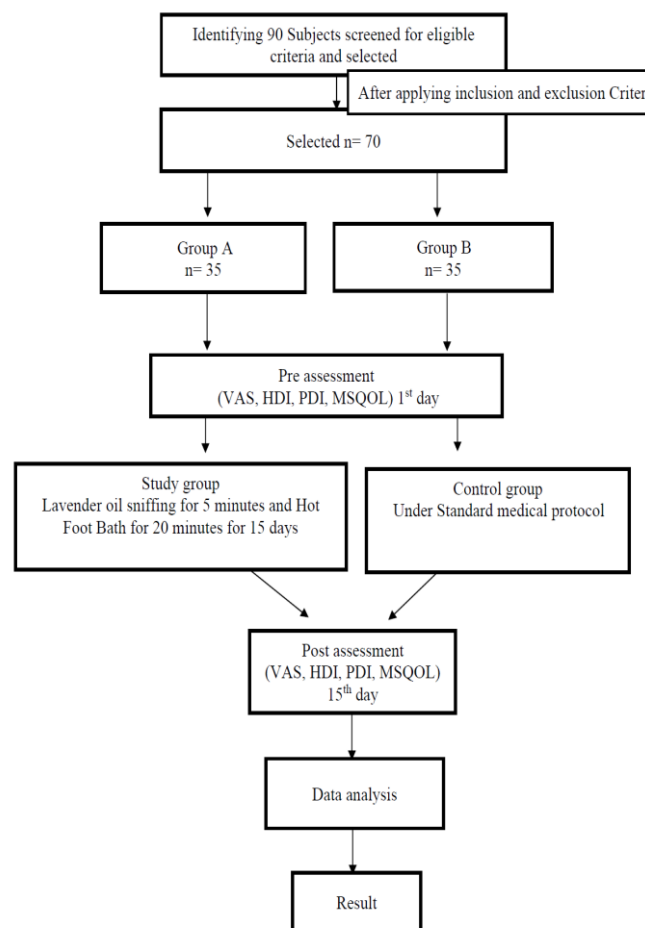 Identifying 90 Subjects screened for eligible
criteria and selected
After applying inclusion and exclusion Criter
Selected n= 70
Group A
n= 35
Group B
n= 35
Pre assessment
(VAS, HDI, PDI, MSQOL) 1st day
Study group
Lavender oil sniffing for 5 minutes and Hot
Foot Bath for 20 minutes for 15 days
Control group
Under Standard medical protocol
Post assessment
(VAS, HDI, PDI, MSQOL)
15th day
Data analysis
Result